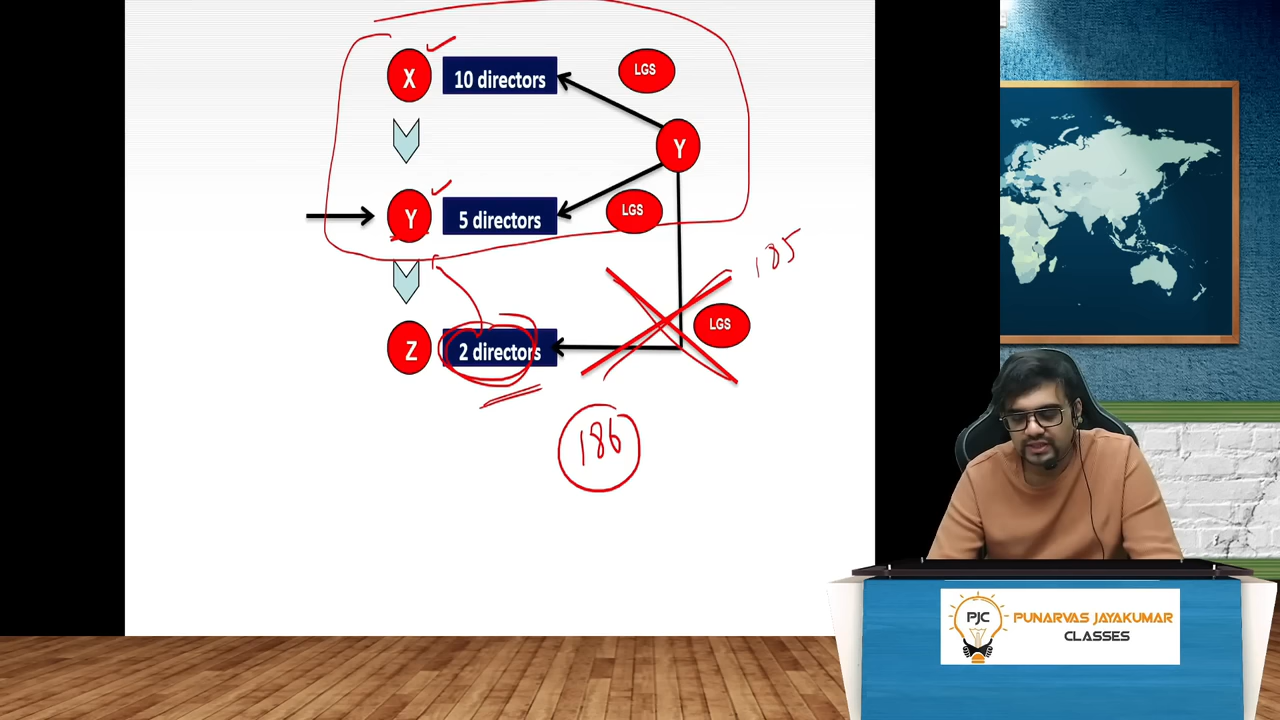 X
10 directors
LGS
Y
Y
5 directors
LGS
185
Z
2 directors
LGS
186
PJC
PUNARVAS JAYAKUMAR
CLASSES